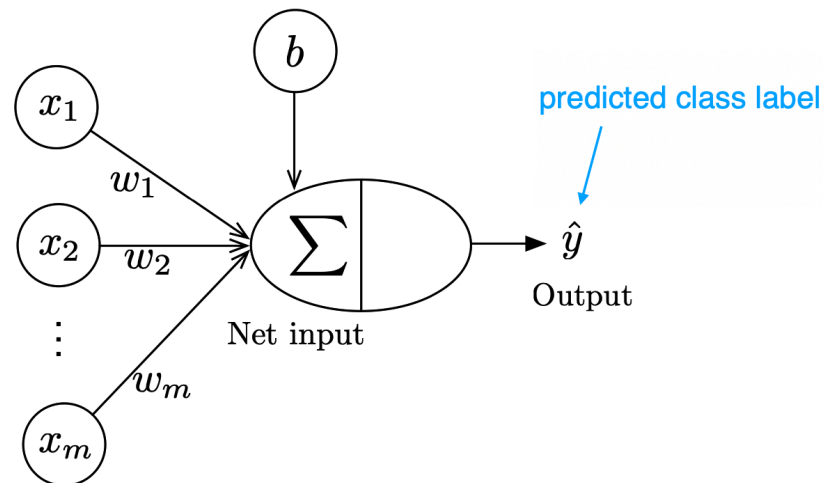 b
predicted class label
x₁
w₁
x₂
w₂
∑
ŷ
Output
Net input
⋮
wₘ
xₘ